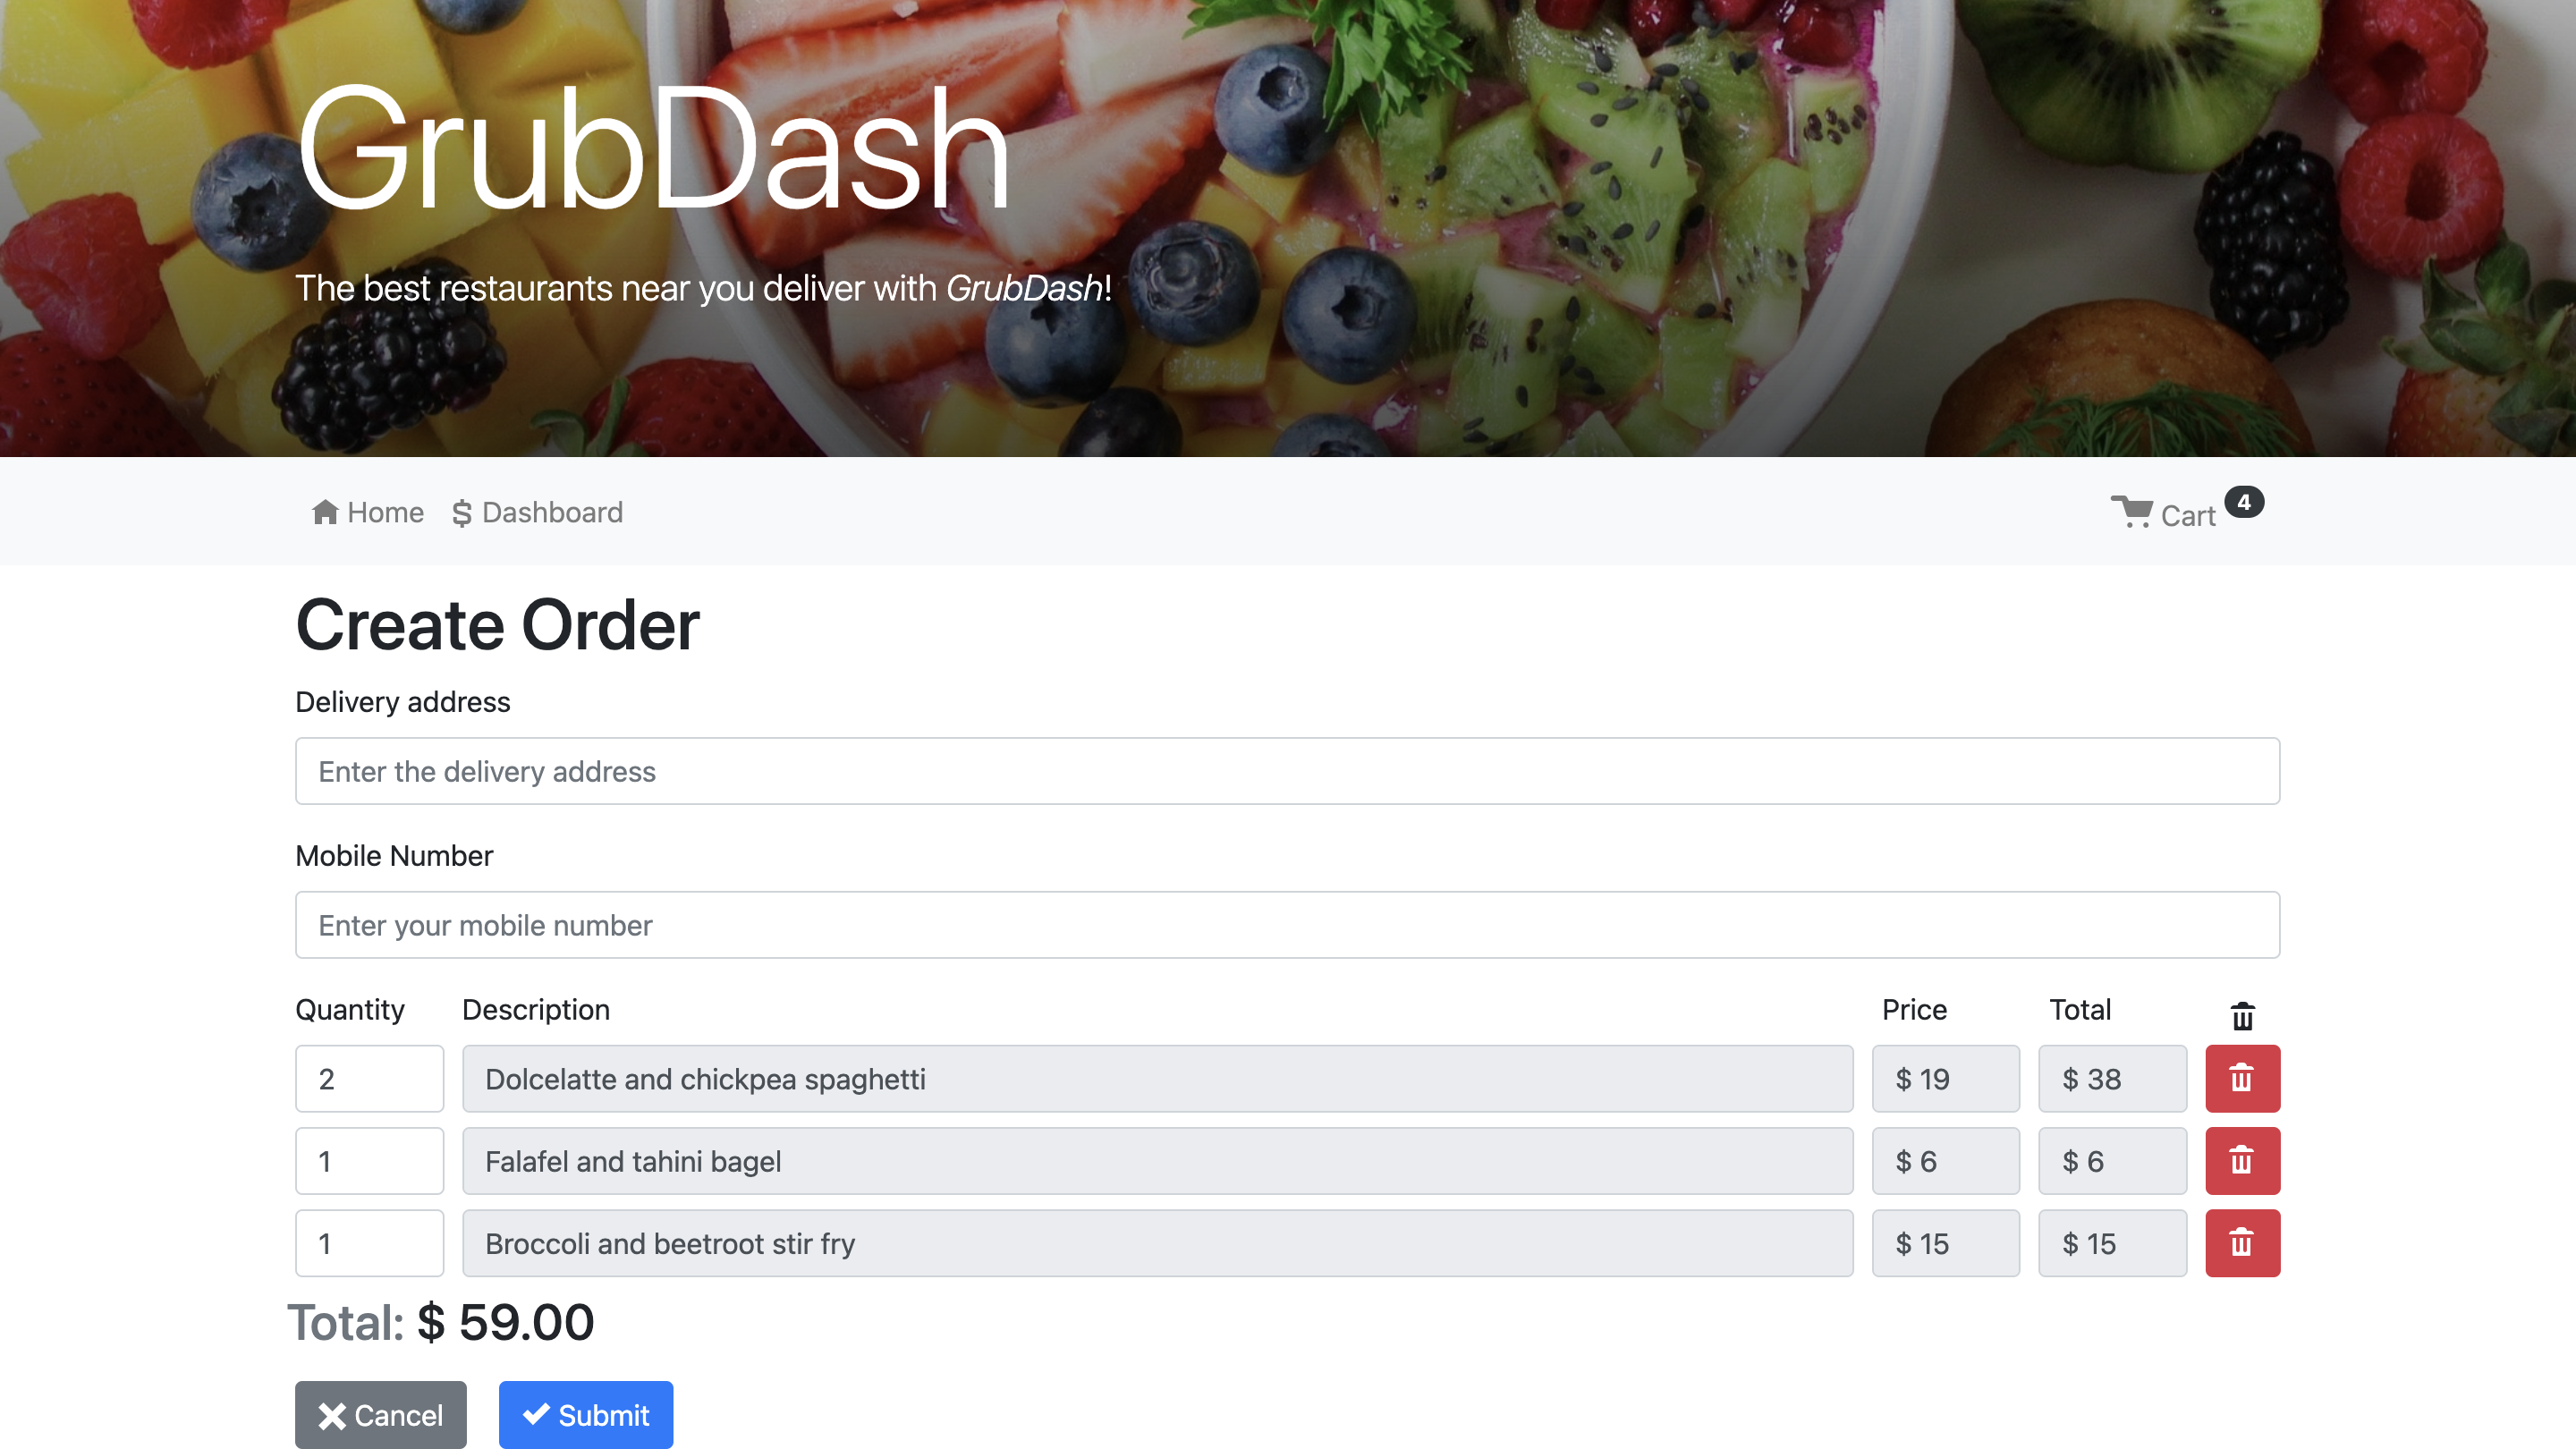 GrubDash
The best restaurants near you deliver with GrubDash!
Home $ Dashboard Cart 4
Create Order
Delivery address
Enter the delivery address
Mobile Number
Enter your mobile number
Quantity Description Price Total
2 Dolcelatte and chickpea spaghetti $ 19 $ 38
1 Falafel and tahini bagel $ 6 $ 6
1 Broccoli and beetroot stir fry $ 15 $ 15
Total: $ 59.00
Cancel Submit